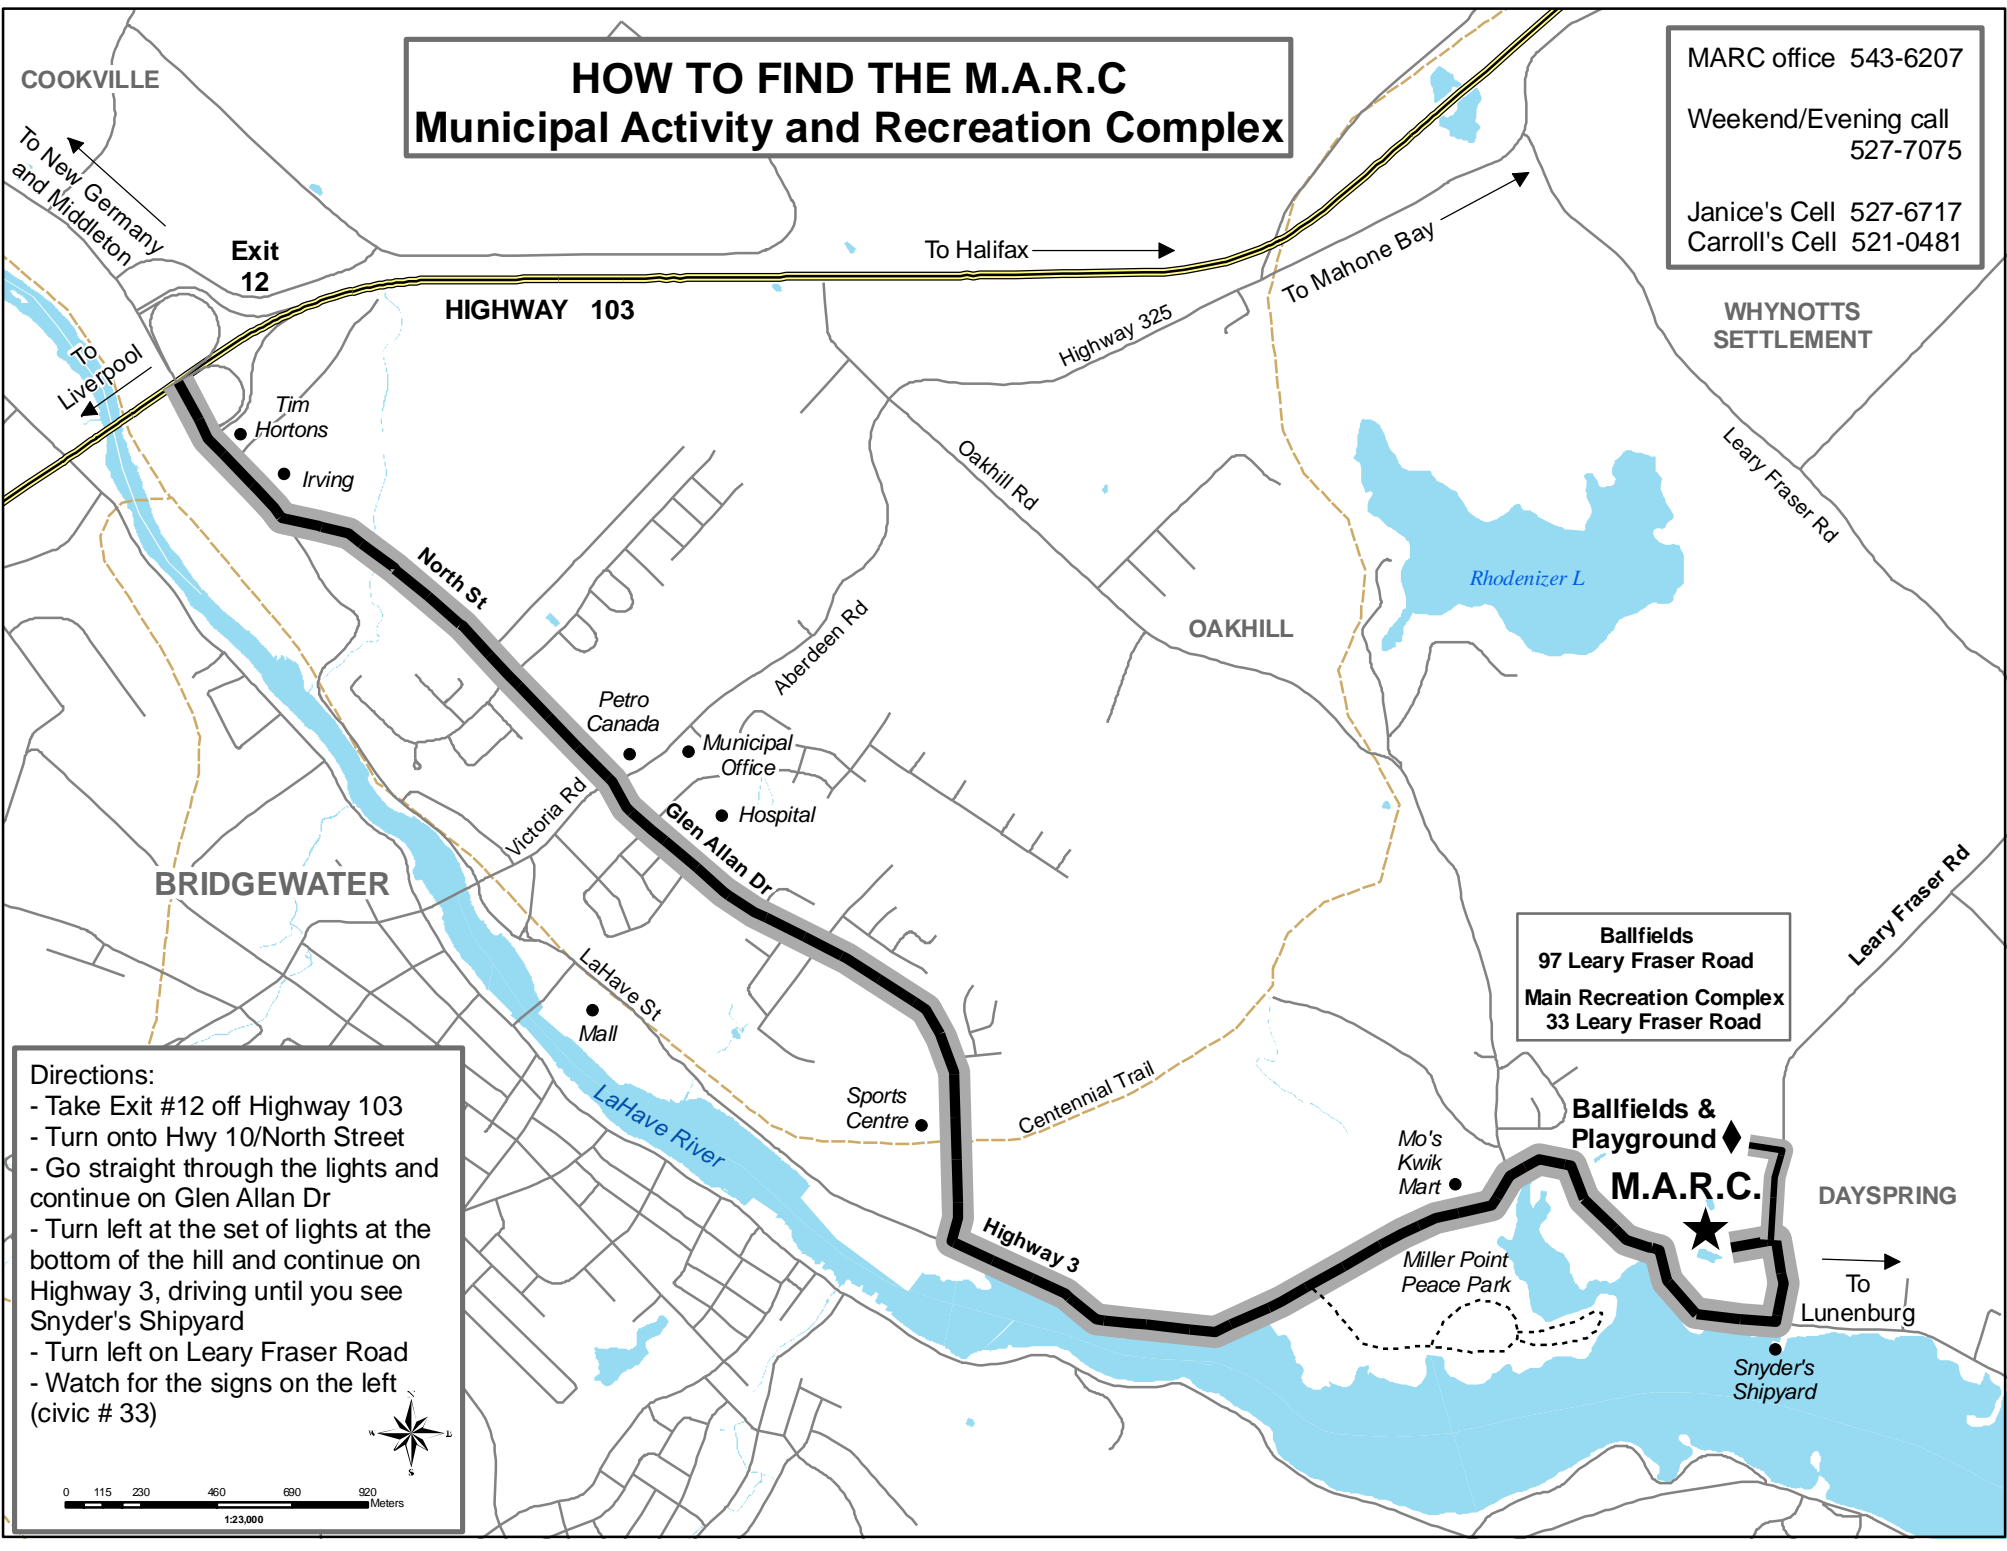 HOW TO FIND THE M.A.R.C
Municipal Activity and Recreation Complex
MARC office 543-6207
Weekend/Evening call
527-7075
Janice's Cell 527-6717
Carroll's Cell 521-0481
COOKVILLE
To New Germany
and Middleton
Exit
12
To Halifax
HIGHWAY 103
To Mahone Bay
Highway 325
WHYNOTTS
SETTLEMENT
To
Liverpool
Tim
Hortons
Irving
Oakhill Rd
Leary Fraser Rd
North St
Rhodenizer L
Aberdeen Rd
OAKHILL
Petro
Canada
Municipal
Office
Hospital
Victoria Rd
Glen Allan Dr
BRIDGEWATER
Leary Fraser Rd
Ballfields
97 Leary Fraser Road
Main Recreation Complex
33 Leary Fraser Road
LaHave St
Mall
LaHave River
Sports
Centre
Centennial Trail
Mo's
Kwik
Mart
Ballfields &
Playground
M.A.R.C.
DAYSPRING
Highway 3
Miller Point
Peace Park
To
Lunenburg
Snyder's
Shipyard
Directions:
- Take Exit #12 off Highway 103
- Turn onto Hwy 10/North Street
- Go straight through the lights and
continue on Glen Allan Dr
- Turn left at the set of lights at the
bottom of the hill and continue on
Highway 3, driving until you see
Snyder's Shipyard
- Turn left on Leary Fraser Road
- Watch for the signs on the left
(civic # 33)
N
W
E
S
0 115 230 460 690 920
Meters
1:23,000